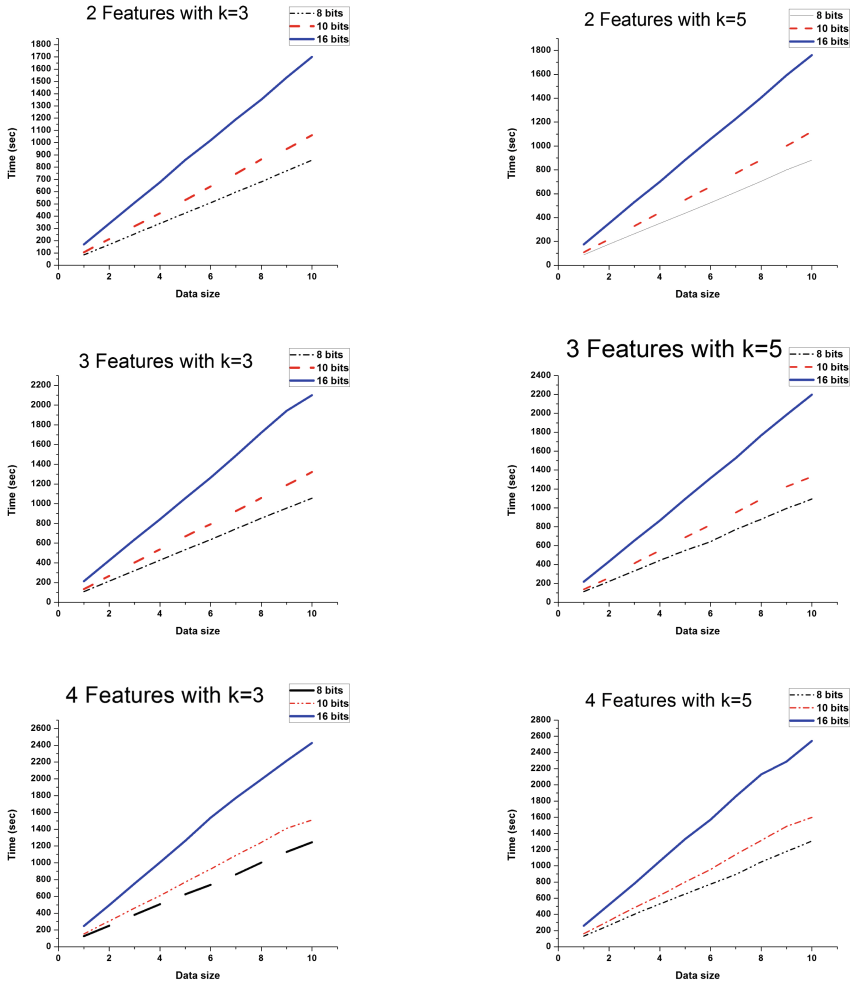 2 Features with k=3
8 bits
10 bits
16 bits
Time (sec)
1800
1700
1600
1500
1400
1300
1200
1100
1000
900
800
700
600
500
400
300
200
100
0
0 2 4 6 8 10
Data size
2 Features with k=5
8 bits
10 bits
16 bits
Time (sec)
1800
1600
1400
1200
1000
800
600
400
200
0
0 2 4 6 8 10
Data size
3 Features with k=3
8 bits
10 bits
16 bits
Time (sec)
2200
2000
1800
1600
1400
1200
1000
800
600
400
200
0
0 2 4 6 8 10
Data size
3 Features with k=5
8 bits
10 bits
16 bits
Time (sec)
2400
2200
2000
1800
1600
1400
1200
1000
800
600
400
200
0
0 2 4 6 8 10
Data size
4 Features with k=3
8 bits
10 bits
16 bits
Time (sec)
2600
2400
2200
2000
1800
1600
1400
1200
1000
800
600
400
200
0
0 2 4 6 8 10
Data size
4 Features with k=5
8 bits
10 bits
16 bits
Time (sec)
2800
2600
2400
2200
2000
1800
1600
1400
1200
1000
800
600
400
200
0
0 2 4 6 8 10
Data size